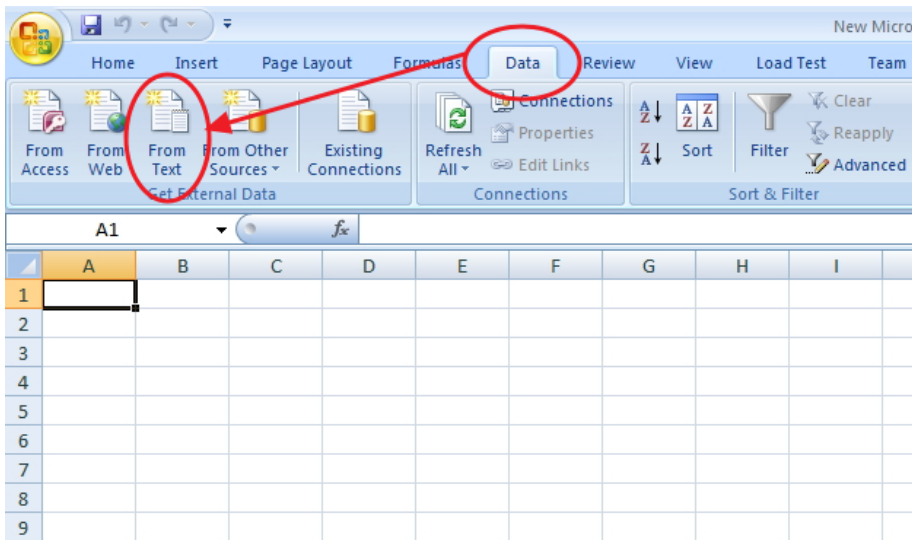 New Micro
Home Insert Page Layout Formulas Data Review View Load Test Team
From Access
From Web
From Text
From Other Sources
Existing Connections
Refresh All
Connections
Properties
Edit Links
A Z
Z A
A Z
Z A
Sort
Filter
Clear
Reapply
Advanced
Get External Data
Connections
Sort & Filter
A1 fx
A B C D E F G H I
1
2
3
4
5
6
7
8
9